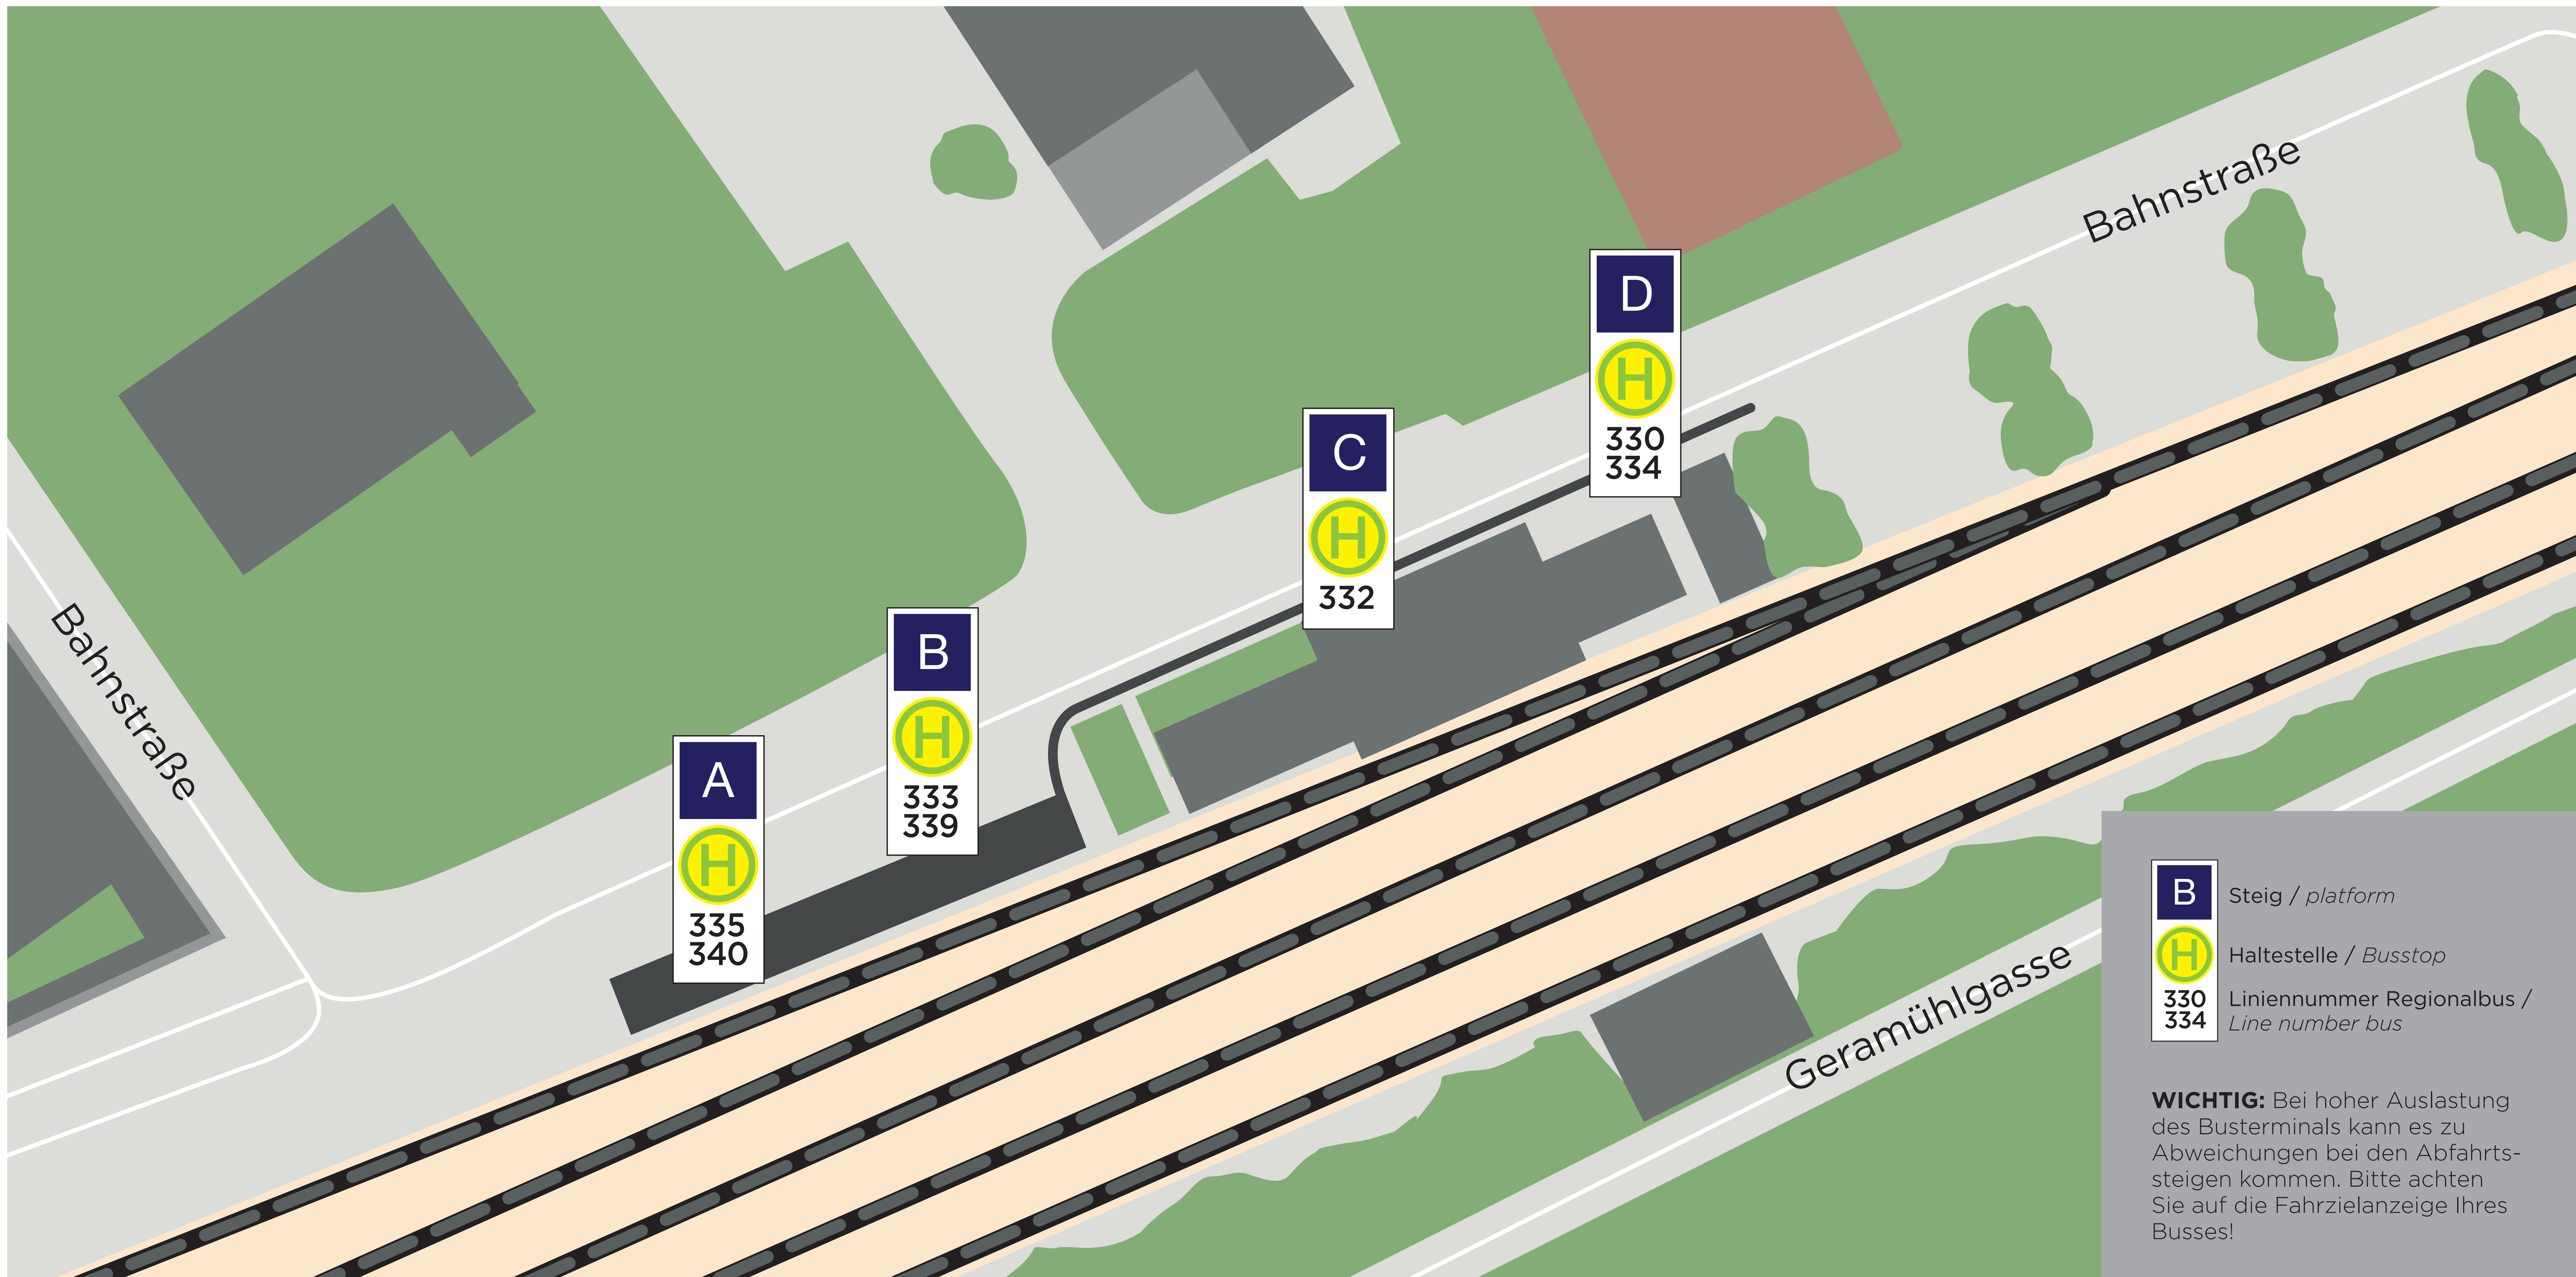 Bahnstraße
D
H
330
334
C
H
332
Bahnstraße
B
H
333
339
A
H
335
340
Geramühlgasse
B
Steig / platform
H
Haltestelle / Busstop
330
334
Liniennummer Regionalbus /
Line number bus
WICHTIG: Bei hoher Auslastung
des Busterminals kann es zu
Abweichungen bei den Abfahrts-
steigen kommen. Bitte achten
Sie auf die Fahrzielanzeige Ihres
Busses!